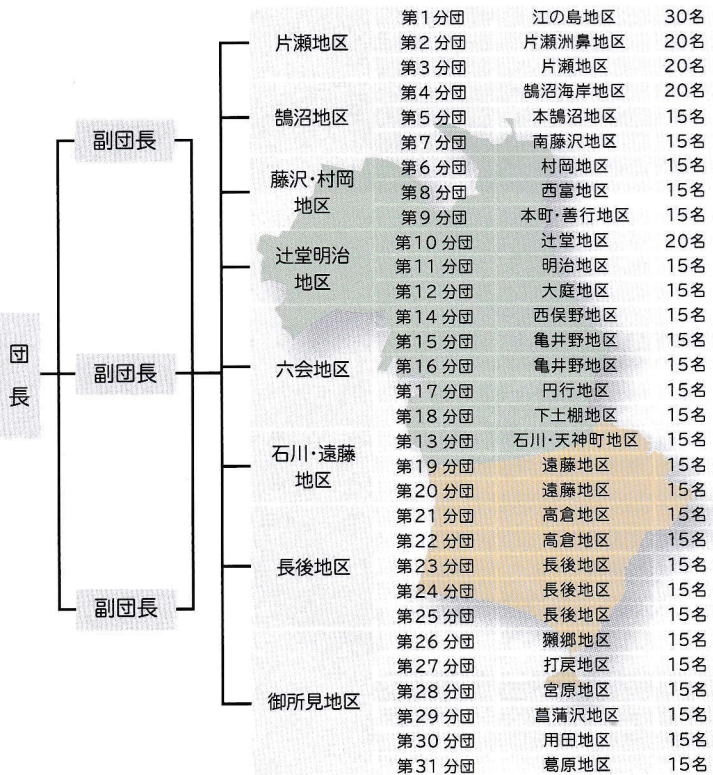 団長
副団長
副団長
副団長
片瀬地区
第1分団 江の島地区 30名
第2分団 片瀬洲鼻地区 20名
第3分団 片瀬地区 20名
鵠沼地区
第4分団 鵠沼海岸地区 20名
第5分団 本鵠沼地区 15名
第7分団 南藤沢地区 15名
藤沢・村岡
地区
第6分団 村岡地区 15名
第8分団 西富地区 15名
第9分団 本町・善行地区 15名
辻堂明治
地区
第10分団 辻堂地区 20名
第11分団 明治地区 15名
第12分団 大庭地区 15名
六会地区
第14分団 西俣野地区 15名
第15分団 亀井野地区 15名
第16分団 亀井野地区 15名
第17分団 円行地区 15名
第18分団 下土棚地区 15名
石川・遠藤
地区
第13分団 石川・天神町地区 15名
第19分団 遠藤地区 15名
第20分団 遠藤地区 15名
長後地区
第21分団 高倉地区 15名
第22分団 高倉地区 15名
第23分団 長後地区 15名
第24分団 長後地区 15名
第25分団 長後地区 15名
御所見地区
第26分団 獺郷地区 15名
第27分団 打戻地区 15名
第28分団 宮原地区 15名
第29分団 菖蒲沢地区 15名
第30分団 用田地区 15名
第31分団 葛原地区 15名